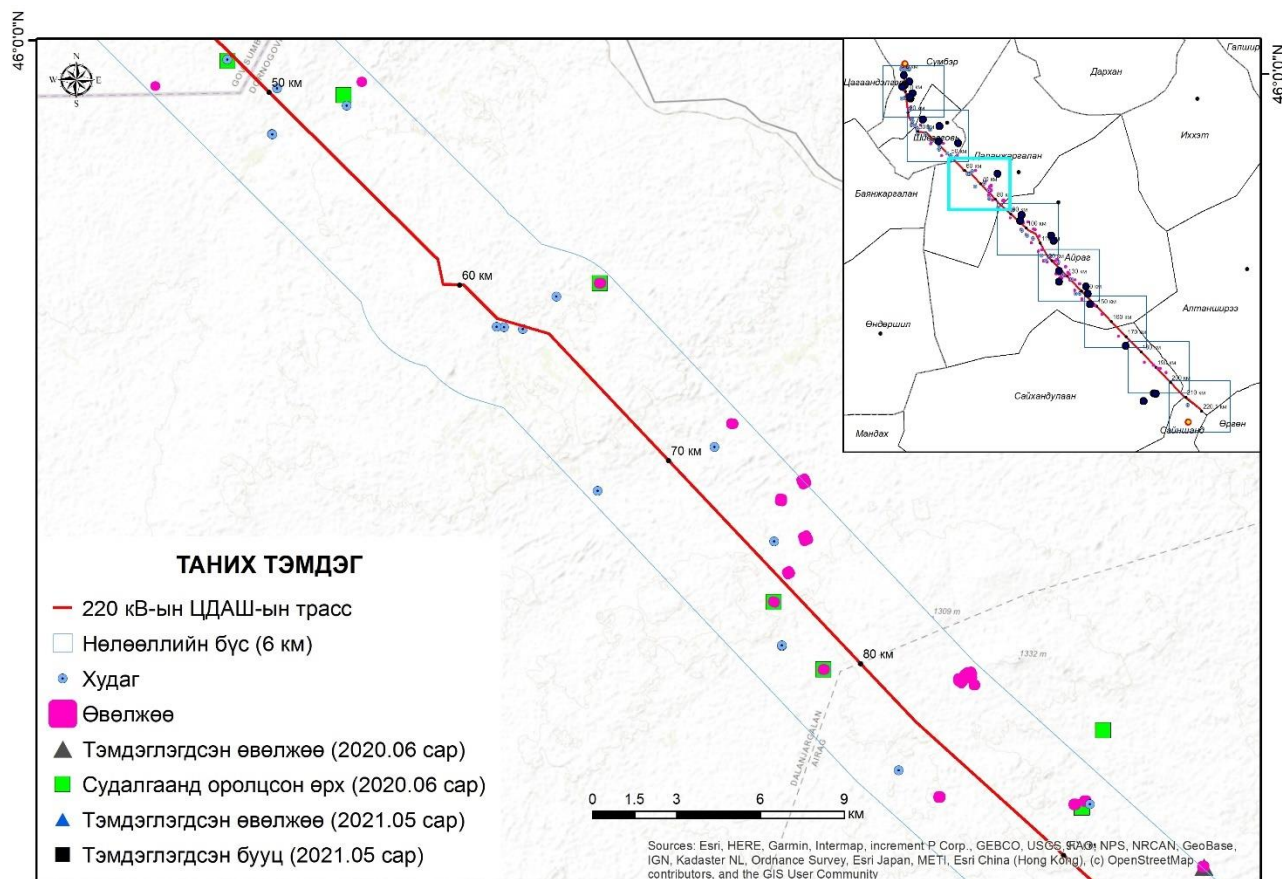 46°0'0"N
46°0'0"N
N
W
E
S
GOVISUMB
DORNOGOVI
50 км
60 км
70 км
80 км
1309 m
1332 m
DALANJARGALAN
AIRAG
Сүмбэр
Галшир
Дархан
Иххэт
Баянжаргалан
Айраг
Алтанширээ
Өндөршил
Сайхандулаан
Мандах
Сайншанд
Өргөн
ТАНИХ ТЭМДЭГ
220 кВ-ын ЦДАШ-ын трасс
Нөлөөллийн бүс (6 км)
Худаг
Өвөлжөө
Тэмдэглэгдсэн өвөлжөө (2020.06 сар)
Судалгаанд оролцсон өрх (2020.06 сар)
Тэмдэглэгдсэн өвөлжөө (2021.05 сар)
Тэмдэглэгдсэн бууц (2021.05 сар)
0 1.5 3 6 9
КМ
Sources: Esri, HERE, Garmin, Intermap, increment P Corp., GEBCO, USGS, FAO, NPS, NRCAN, GeoBase,
IGN, Kadaster NL, Ordnance Survey, Esri Japan, METI, Esri China (Hong Kong), (c) OpenStreetMap
contributors, and the GIS User Community